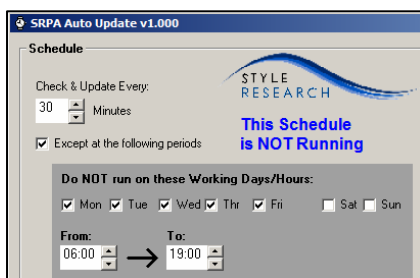 SRPA Auto Update v1.000
Schedule
Check & Update Every:
30 Minutes
STYLE
RESEARCH
Except at the following periods
This Schedule
is NOT Running
Do NOT run on these Working Days/Hours:
Mon Tue Wed Thr Fri Sat Sun
From: To:
06:00 19:00